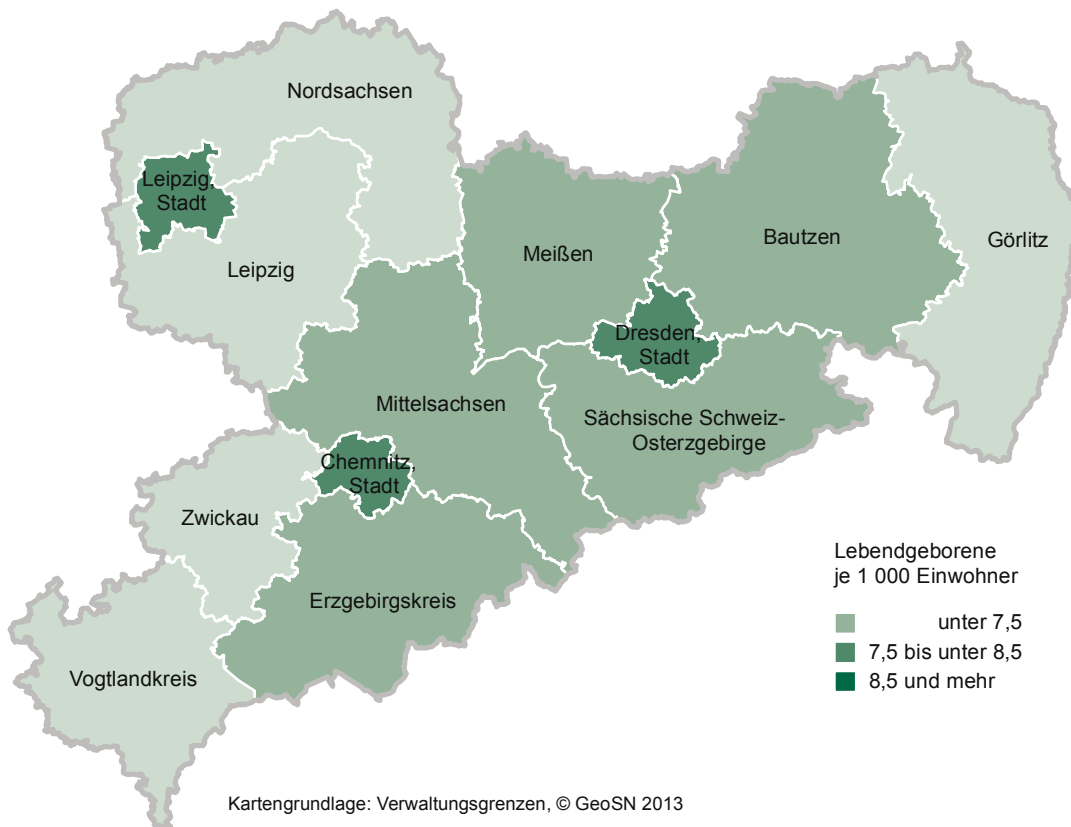 Nordsachsen
Leipzig,
Stadt
Leipzig
Meißen
Bautzen
Görlitz
Dresden,
Stadt
Mittelsachsen
Sächsische Schweiz-
Osterzgebirge
Chemnitz,
Stadt
Zwickau
Erzgebirgskreis
Vogtlandkreis
Lebendgeborene
je 1 000 Einwohner
unter 7,5
7,5 bis unter 8,5
8,5 und mehr
Kartengrundlage: Verwaltungsgrenzen, © GeoSN 2013